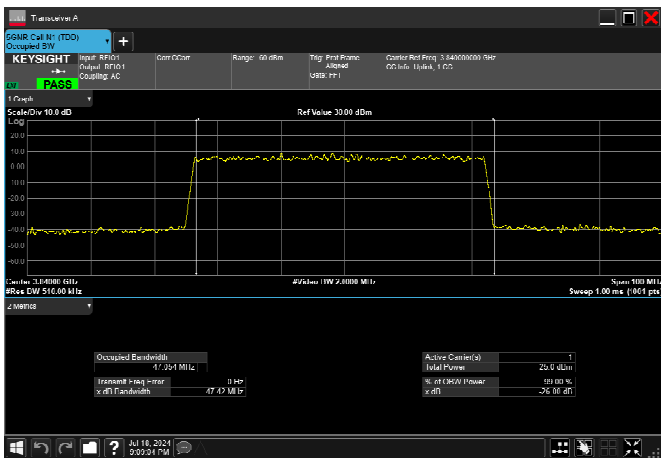 Transceiver A
5GNR Cell N1 (TDD)
Occupied BW
+
KEYSIGHT
Input: RFIO1
Output: RFIO1
Coupling: AC
Corr CCorr
Range: 60 dBm
Trig: Prat Frame
Aligned
Gate: FFT
Carrier Ref Freq: 3.840000000 GHz
CC Info: Uplink, 1 CC
PASS
1 Graph
Scale/Div 10.0 dB
Ref Value 30.00 dBm
Log
20.0
10.0
0.00
10.0
-20.0
30.0
-40.0
-50.0
-60.0
Center 3.84000 GHz
#Video BW 2.0000 MHz
Span 100 MHz
#Res BW 510.00 kHz
Sweep 1.00 ms (1001 pts)
2 Metrics
Occupied Bandwidth
47.054 MHz
Transmit Freq Error 0 Hz
x dB Bandwidth 47.42 MHz
Active Carrier(s) 1
Total Power 25.0 dBm
% of OBW Power 99.00 %
x dB -26.00 dB
?
Jul 18, 2024
9:09:04 PM